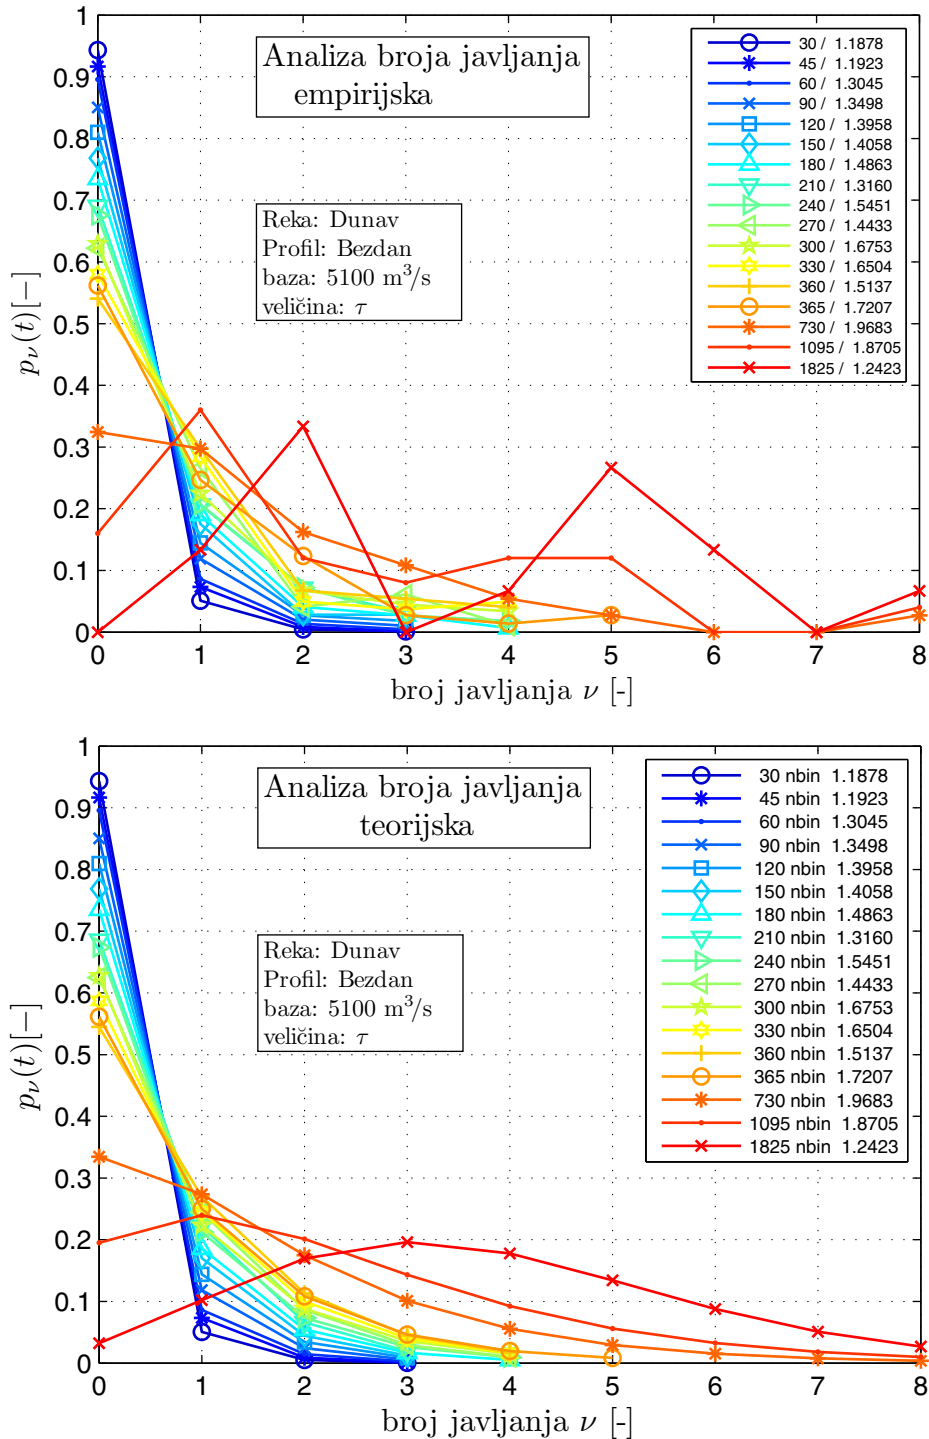 Analiza broja javljanja
empirijska
Reka: Dunav
Profil: Bezdan
baza: 5100 m³/s
veličina: τ
30 / 1.1878
45 / 1.1923
60 / 1.3045
90 / 1.3498
120 / 1.3958
150 / 1.4058
180 / 1.4863
210 / 1.3160
240 / 1.5451
270 / 1.4433
300 / 1.6753
330 / 1.6504
360 / 1.5137
365 / 1.7207
730 / 1.9683
1095 / 1.8705
1825 / 1.2423
1
0.9
0.8
0.7
0.6
0.5
0.4
0.3
0.2
0.1
0
pν(t)[−]
0 1 2 3 4 5 6 7 8
broj javljanja ν [-]
Analiza broja javljanja
teorijska
Reka: Dunav
Profil: Bezdan
baza: 5100 m³/s
veličina: τ
30 nbin 1.1878
45 nbin 1.1923
60 nbin 1.3045
90 nbin 1.3498
120 nbin 1.3958
150 nbin 1.4058
180 nbin 1.4863
210 nbin 1.3160
240 nbin 1.5451
270 nbin 1.4433
300 nbin 1.6753
330 nbin 1.6504
360 nbin 1.5137
365 nbin 1.7207
730 nbin 1.9683
1095 nbin 1.8705
1825 nbin 1.2423
1
0.9
0.8
0.7
0.6
0.5
0.4
0.3
0.2
0.1
0
pν(t)[−]
0 1 2 3 4 5 6 7 8
broj javljanja ν [-]